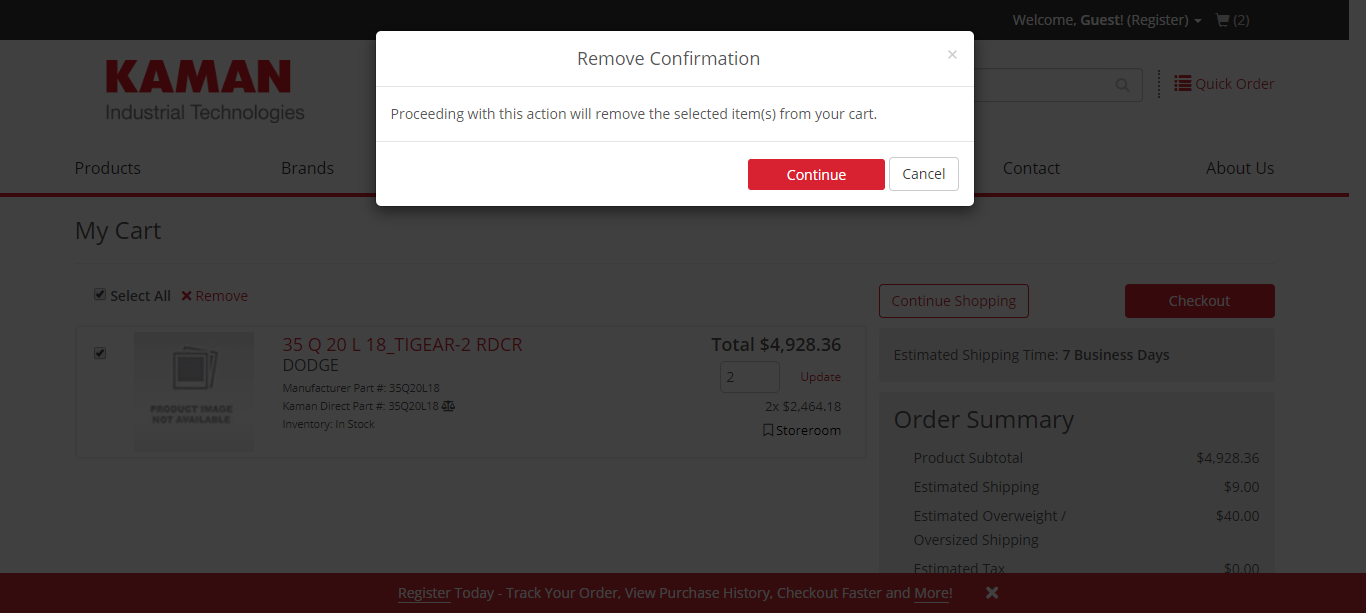 Welcome, Guest! (Register) (2)
Remove Confirmation ×
KAMAN
Industrial Technologies
Quick Order
Proceeding with this action will remove the selected item(s) from your cart.
Continue Cancel
Products Brands Contact About Us
My Cart
Select All Remove
Continue Shopping Checkout
35 Q 20 L 18_TIGEAR-2 RDCR Total $4,928.36
DODGE
2 Update
Manufacturer Part #: 35Q20L18
Kaman Direct Part #: 35Q20L18 2x $2,464.18
Inventory: In Stock
Storeroom
PRODUCT IMAGE
NOT AVAILABLE
Estimated Shipping Time: 7 Business Days
Order Summary
Product Subtotal $4,928.36
Estimated Shipping $9.00
Estimated Overweight / $40.00
Oversized Shipping
Estimated Tax $0.00
Register Today - Track Your Order, View Purchase History, Checkout Faster and More!